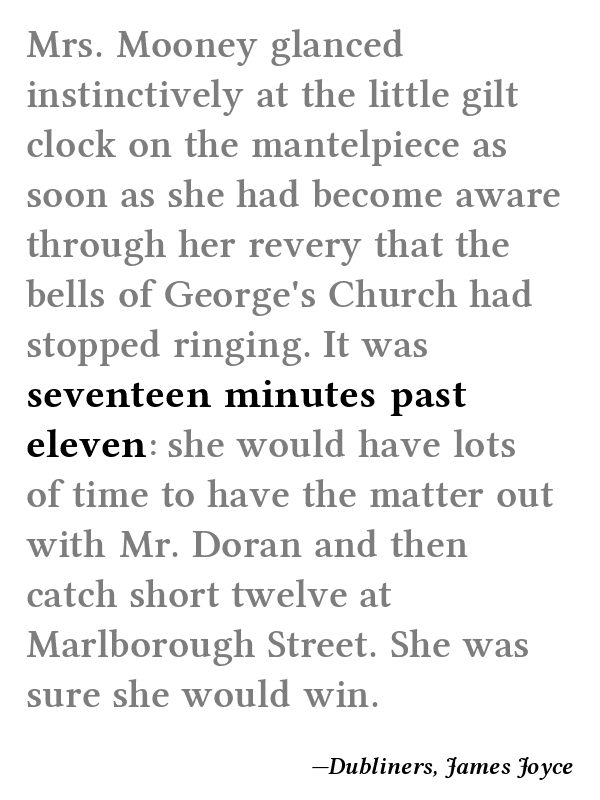 Mrs. Mooney glanced
instinctively at the little gilt
clock on the mantelpiece as
soon as she had become aware
through her revery that the
bells of George's Church had
stopped ringing. It was
seventeen minutes past
eleven: she would have lots
of time to have the matter out
with Mr. Doran and then
catch short twelve at
Marlborough Street. She was
sure she would win.
—Dubliners, James Joyce